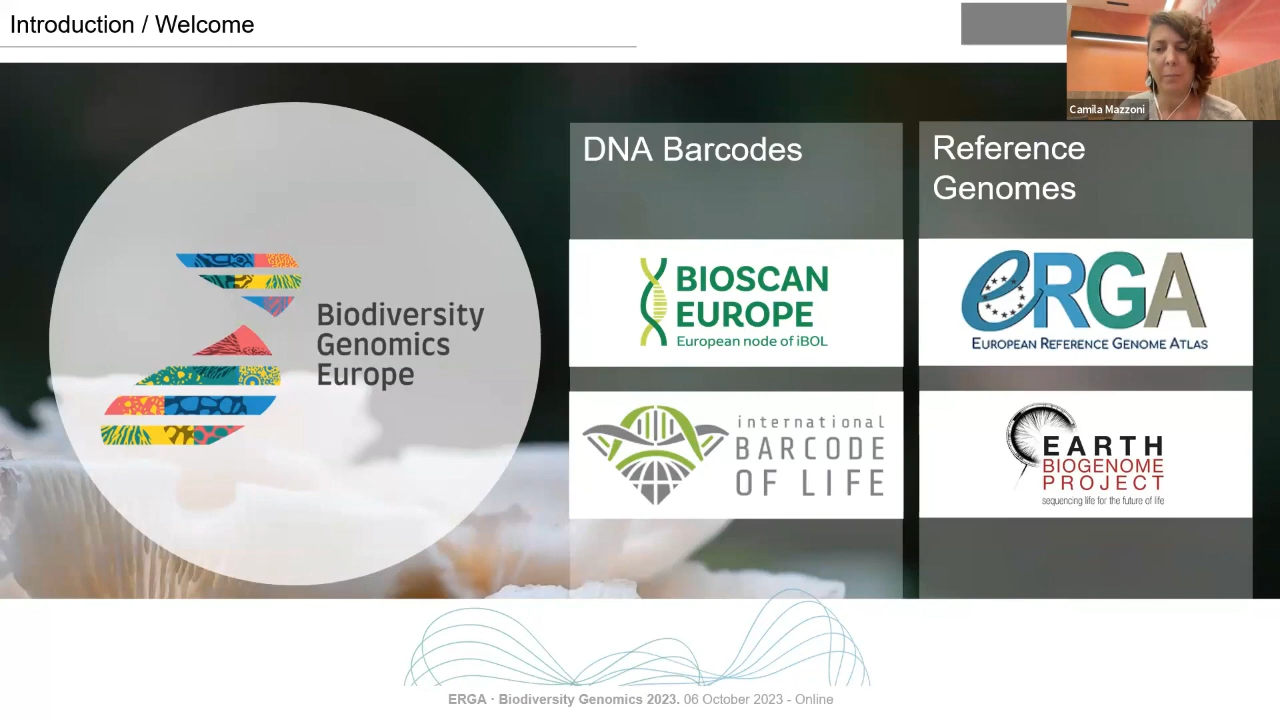 Introduction / Welcome
Camila Mazzoni
Biodiversity
Genomics
Europe
DNA Barcodes
BIOSCAN
EUROPE
European node of iBOL
international
BARCODE
OF LIFE
Reference
Genomes
eRGA
EUROPEAN REFERENCE GENOME ATLAS
EARTH
BIOGENOME
PROJECT
sequencing life for the future of life
ERGA · Biodiversity Genomics 2023. 06 October 2023 - Online